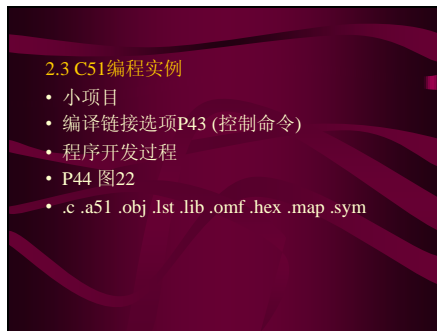 2.3 C51编程实例
• 小项目
• 编译链接选项P43 (控制命令)
• 程序开发过程
• P44 图22
• .c .a51 .obj .lst .lib .omf .hex .map .sym